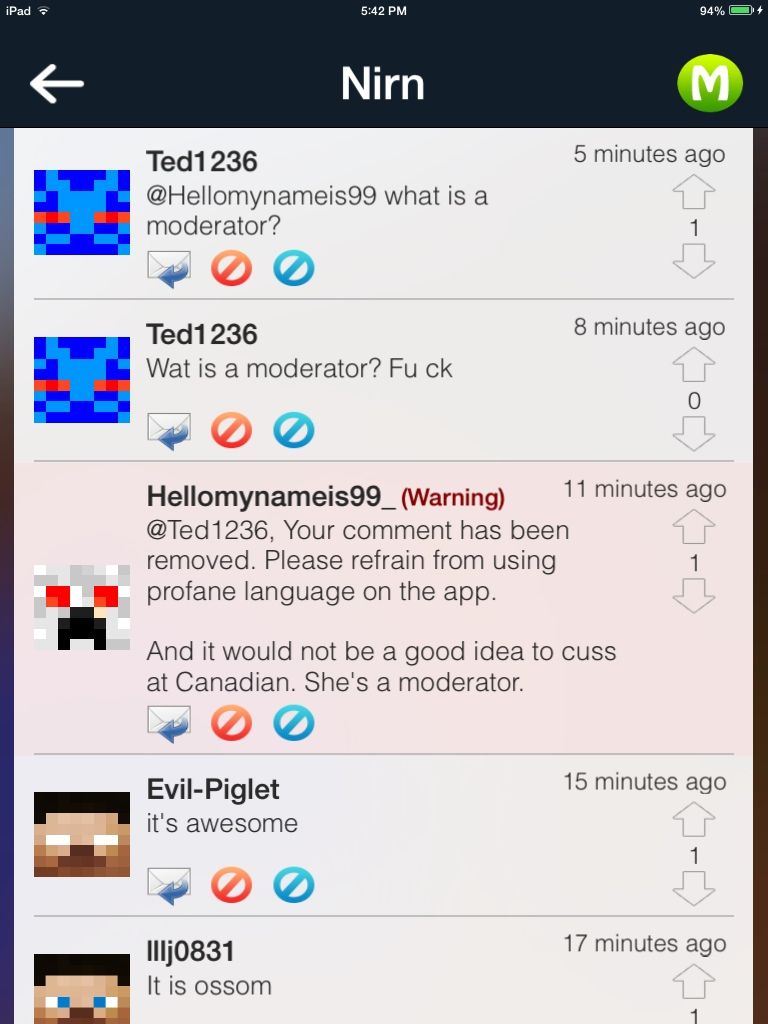 iPad 5:42 PM 94%
Nirn
M
Ted1236 5 minutes ago
@Hellomynameis99 what is a
moderator?
1
Ted1236 8 minutes ago
Wat is a moderator? Fu ck
0
Hellomynameis99_ (Warning) 11 minutes ago
@Ted1236, Your comment has been
removed. Please refrain from using
profane language on the app.
1
And it would not be a good idea to cuss
at Canadian. She's a moderator.
Evil-Piglet 15 minutes ago
it's awesome
1
lllj0831 17 minutes ago
It is ossom
1